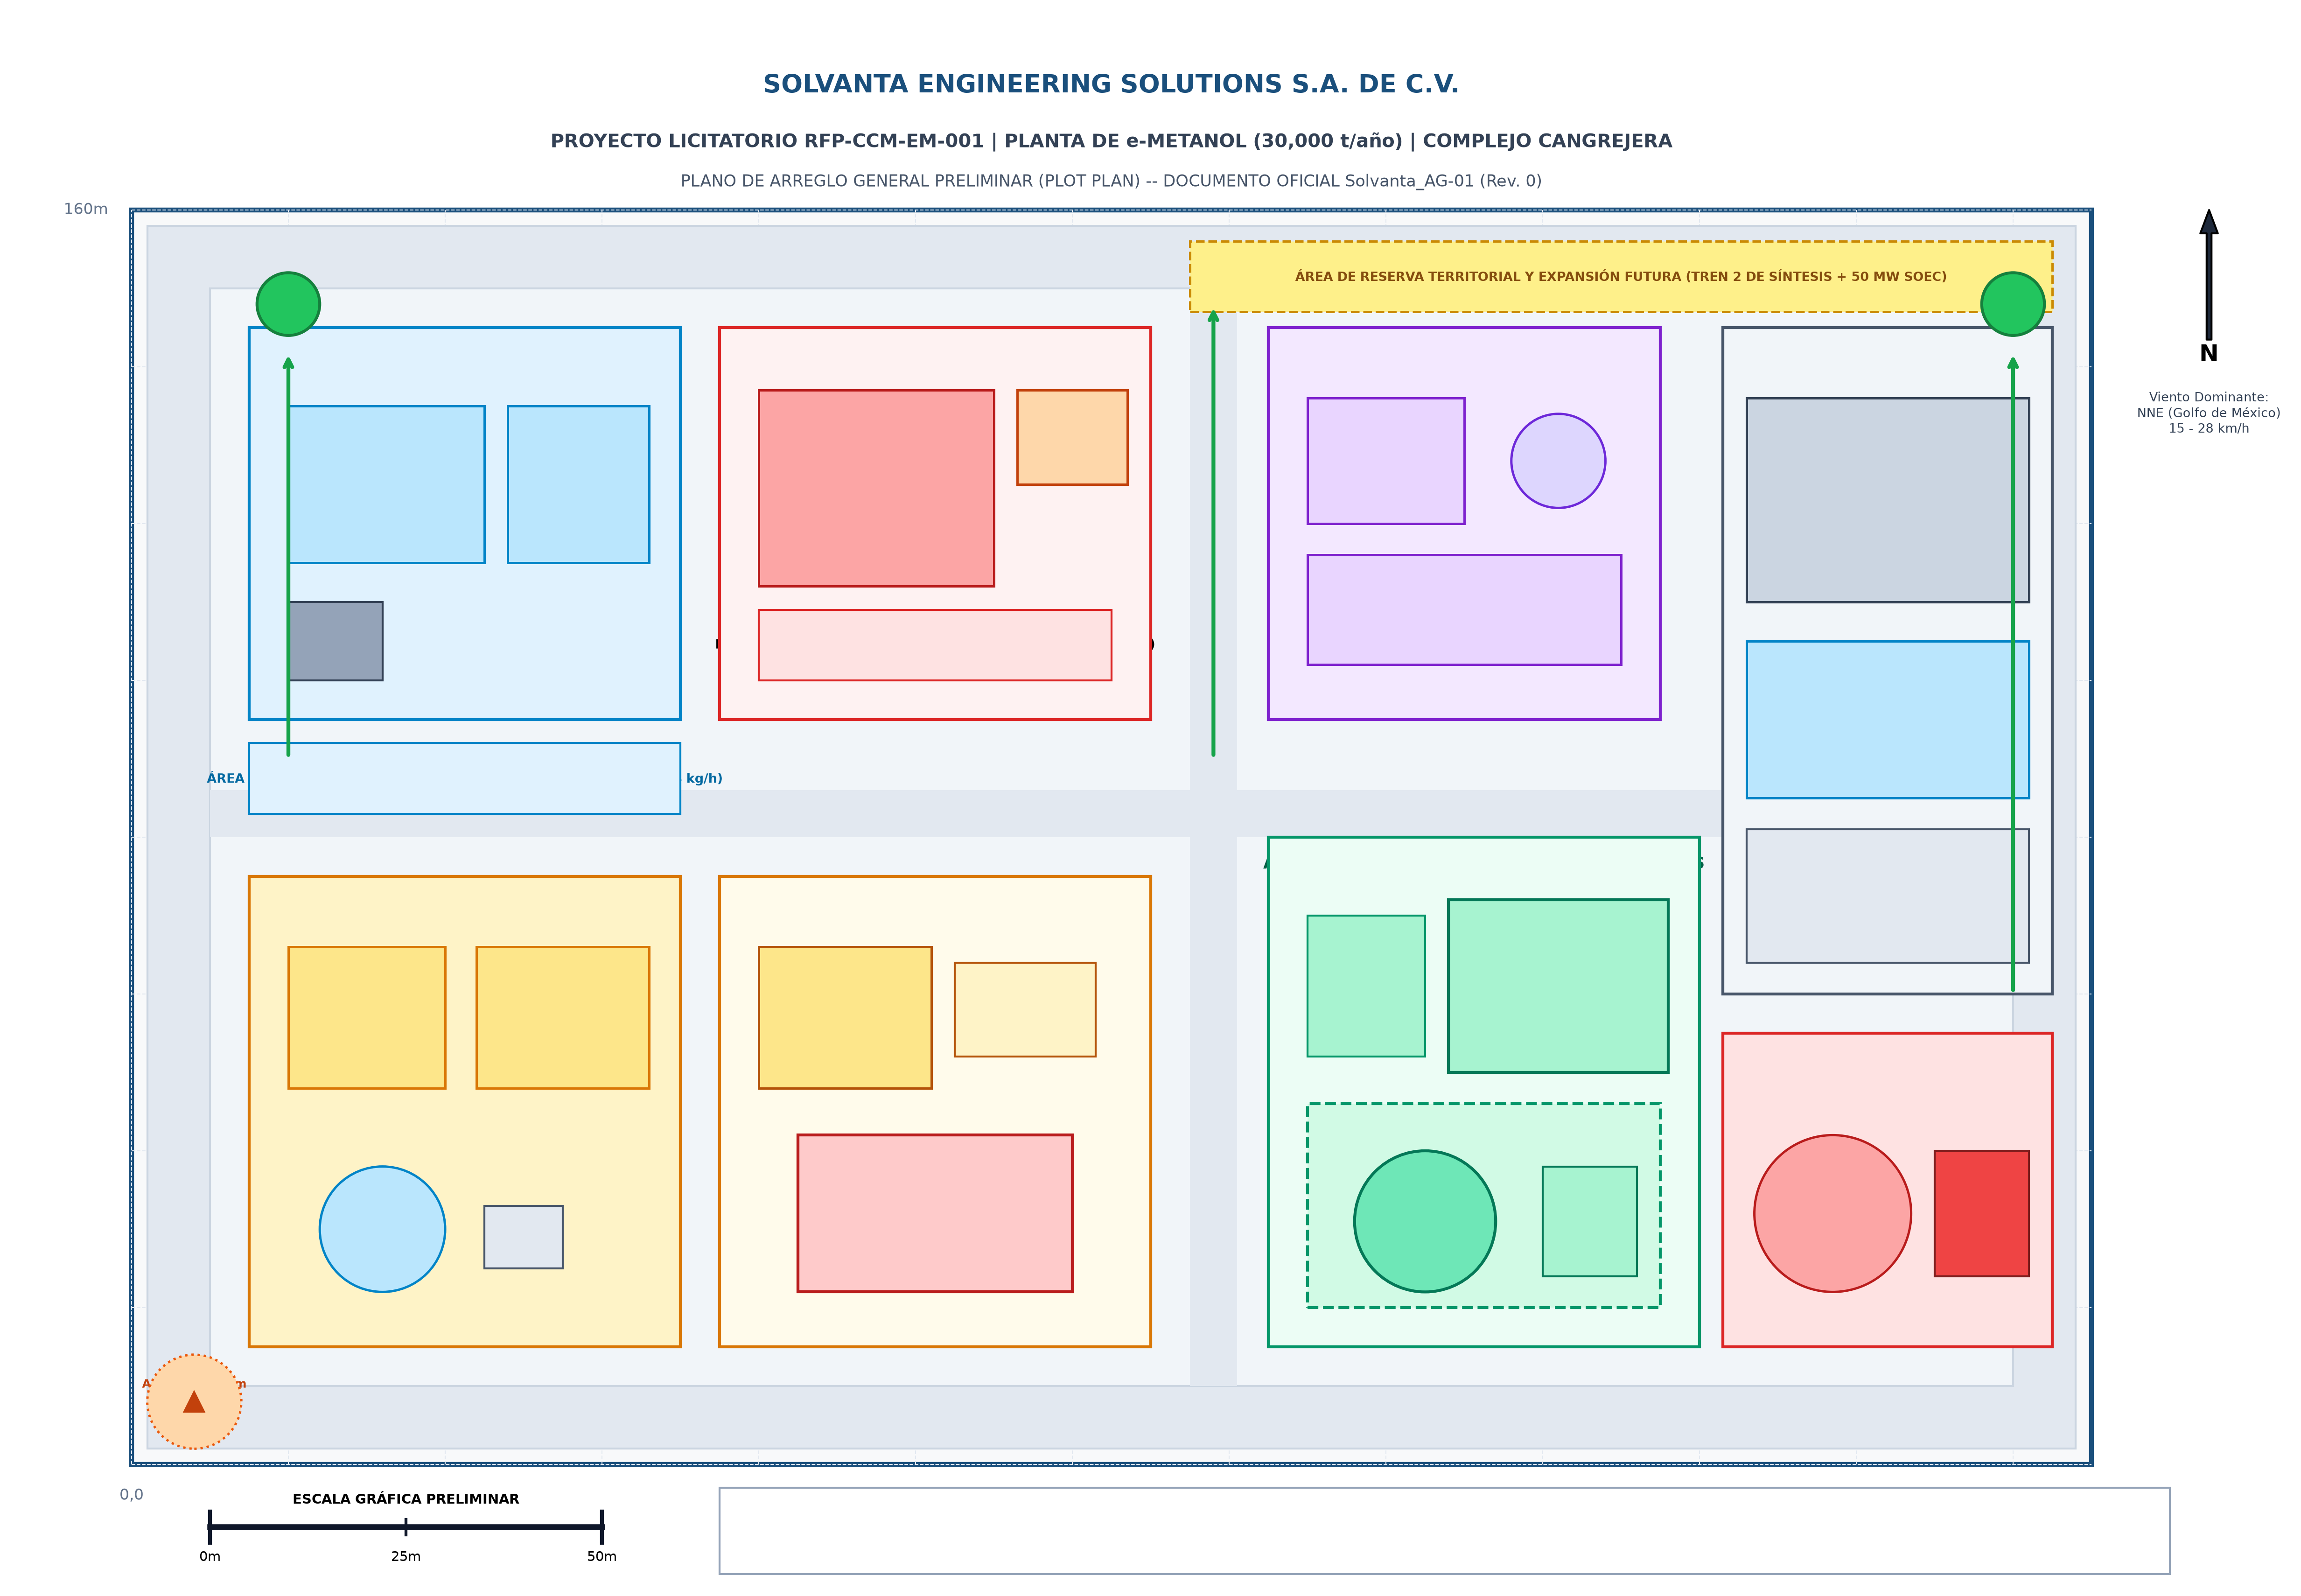 SOLVANTA ENGINEERING SOLUTIONS S.A. DE C.V.
PROYECTO LICITATORIO RFP-CCM-EM-001 | PLANTA DE e-METANOL (30,000 t/año) | COMPLEJO CANGREJERA
PLANO DE ARREGLO GENERAL PRELIMINAR (PLOT PLAN) -- DOCUMENTO OFICIAL Solvanta_AG-01 (Rev. 0)
160m
ÁREA DE RESERVA TERRITORIAL Y EXPANSIÓN FUTURA (TREN 2 DE SÍNTESIS + 50 MW SOEC)
N
Viento Dominante:
NNE (Golfo de México)
15 - 28 km/h
ÁREA kg/h)
0,0
ESCALA GRÁFICA PRELIMINAR
0m 25m 50m